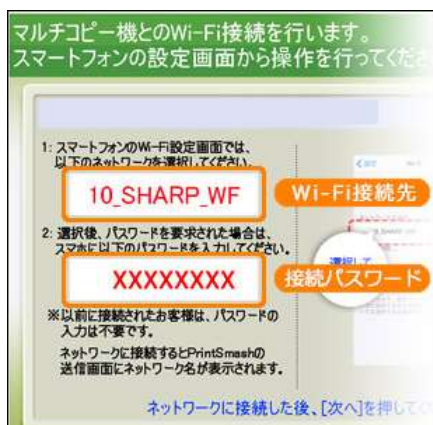 マルチコピー機とのWi-Fi接続を行います。
スマートフォンの設定画面から操作を行ってくださ
1: スマートフォンのWi-Fi設定画面では、
以下のネットワークを選択してください。
10_SHARP_WF
Wi-Fi接続先
2: 選択後、パスワードを要求された場合は、
スマホに以下のパスワードを入力してください。
XXXXXXXX
選択して
接続パスワード
※以前に接続されたお客様は、パスワードの
入力は不要です。
ネットワークに接続するとPrintSmashの
送信画面にネットワーク名が表示されます。
ネットワークに接続した後、[次へ]を押して